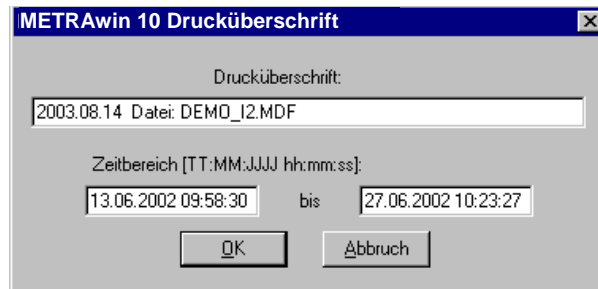 METRAwin 10 Drucküberschrift
Drucküberschrift:
2003.08.14 Datei: DEMO_I2.MDF
Zeitbereich [TT:MM:JJJJ hh:mm:ss]:
13.06.2002 09:58:30 bis 27.06.2002 10:23:27
OK Abbruch